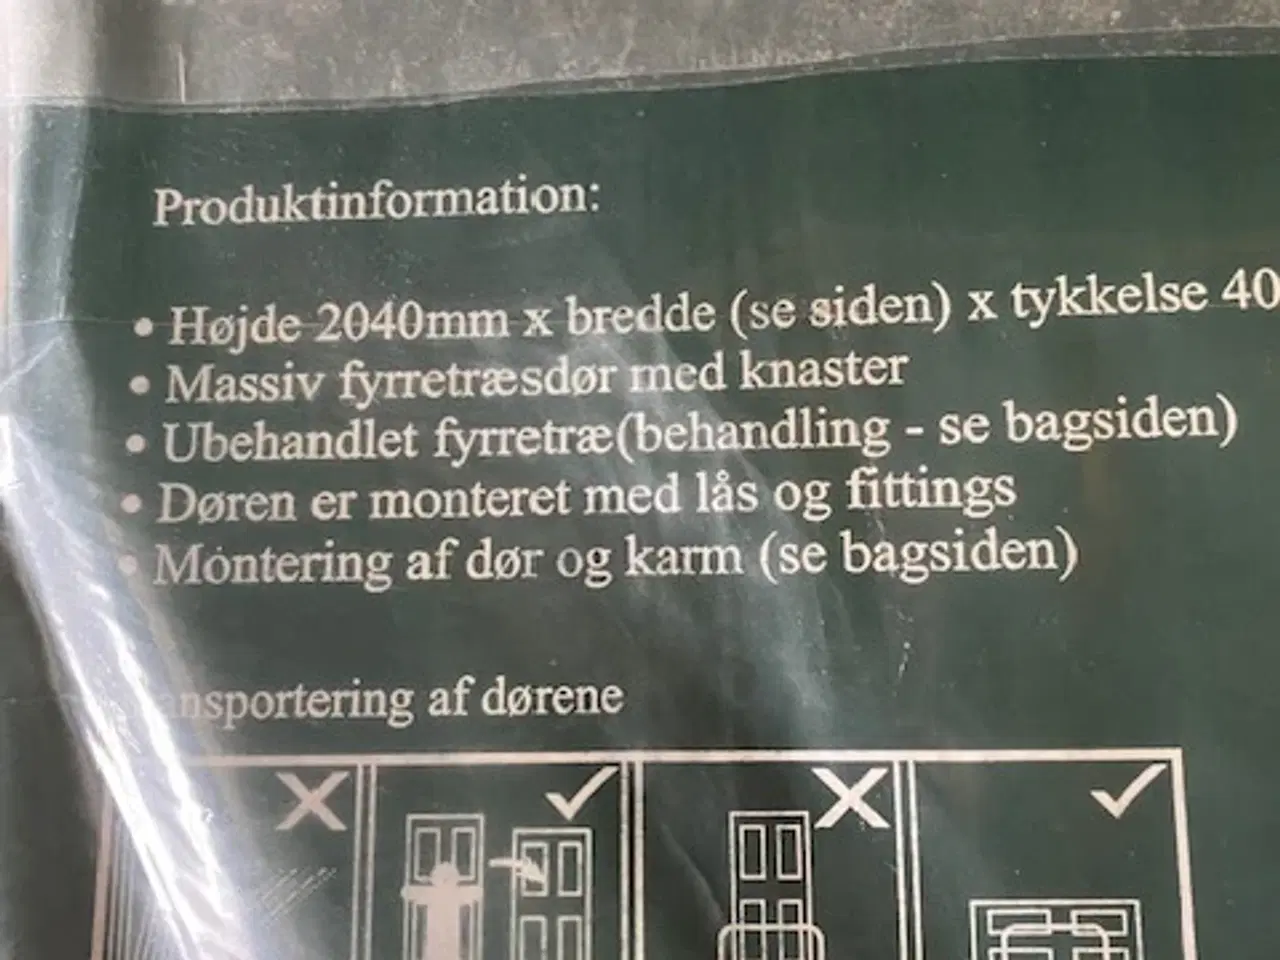 Produktinformation:
• Højde 2040mm x bredde (se siden) x tykkelse 40
• Massiv fyrretræsdør med knaster
• Ubehandlet fyrretræ(behandling - se bagsiden)
• Døren er monteret med lås og fittings
• Montering af dør og karm (se bagsiden)
af dørene